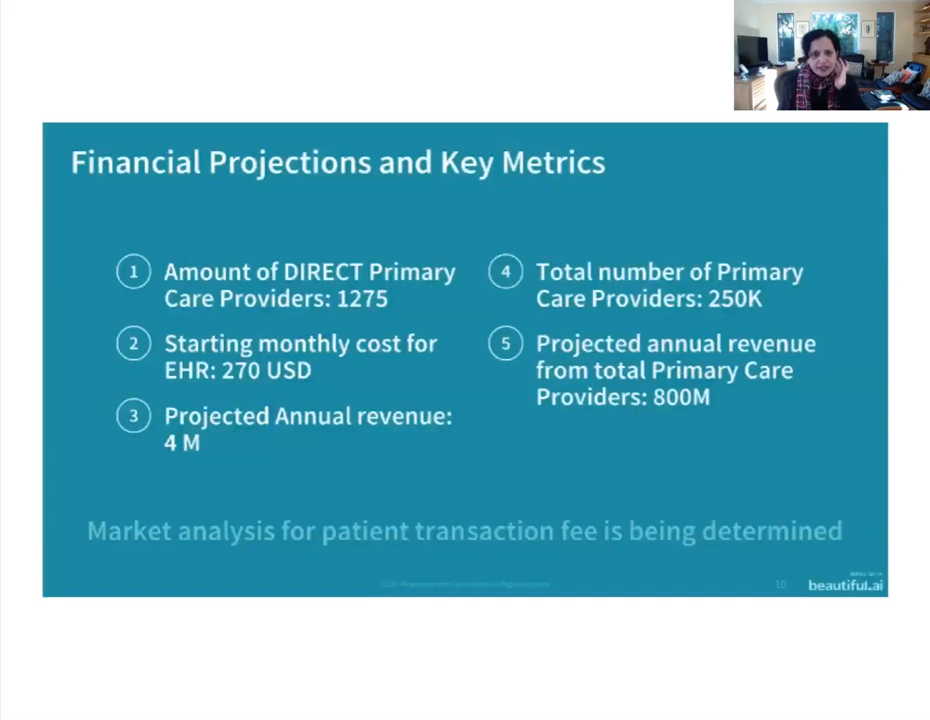 Financial Projections and Key Metrics
1
Amount of DIRECT Primary
Care Providers: 1275
2
Starting monthly cost for
EHR: 270 USD
3
Projected Annual revenue:
4 M
4
Total number of Primary
Care Providers: 250K
5
Projected annual revenue
from total Primary Care
Providers: 800M
Market analysis for patient transaction fee is being determined
10
beautiful.ai